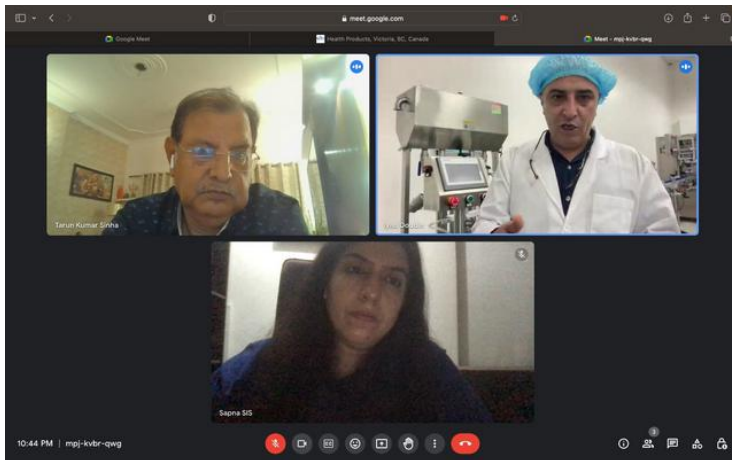 meet.google.com
Google Meet
Health Products, Victoria, BC, Canada
Meet - mpj-kvbr-qwg
Tarun Kumar Sinha
Sapna SIS
3
10:44 PM | mpj-kvbr-qwg